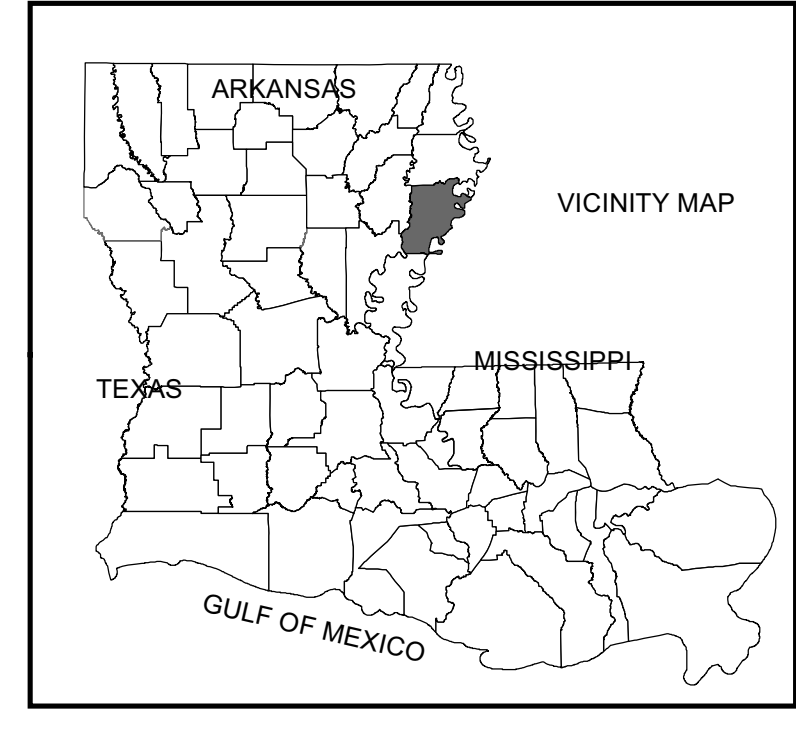 ARKANSAS
VICINITY MAP
MISSISSIPPI
TEXAS
GULF OF MEXICO